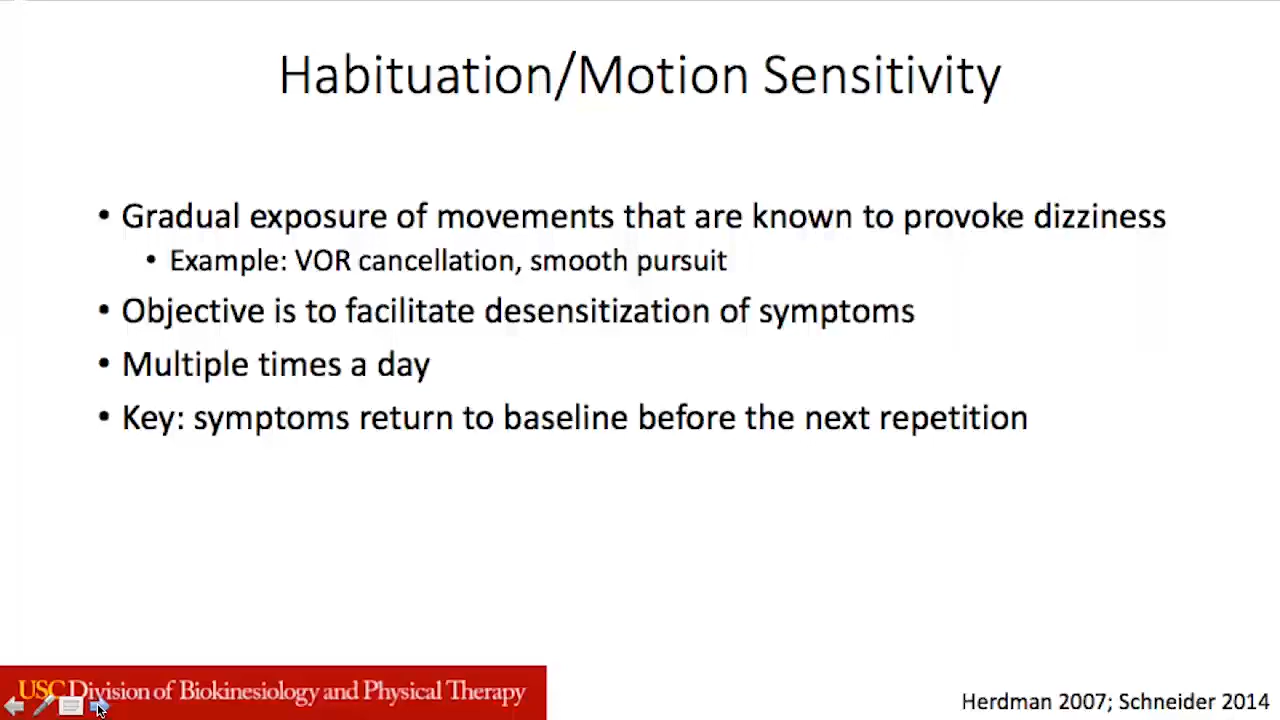 Habituation/Motion Sensitivity
• Gradual exposure of movements that are known to provoke dizziness
• Example: VOR cancellation, smooth pursuit
• Objective is to facilitate desensitization of symptoms
• Multiple times a day
• Key: symptoms return to baseline before the next repetition
USC Division of Biokinesiology and Physical Therapy
Herdman 2007; Schneider 2014